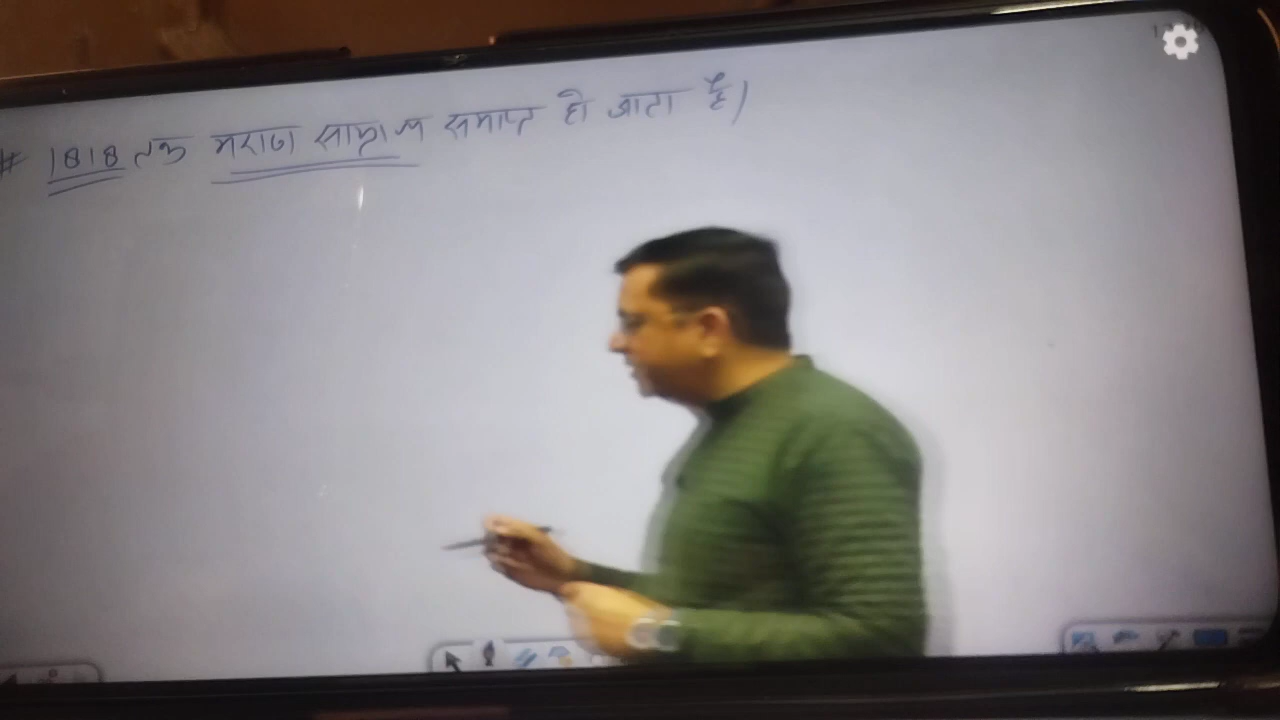 # 1818 तक मराठा साम्राज्य समाप्त हो जाता है।